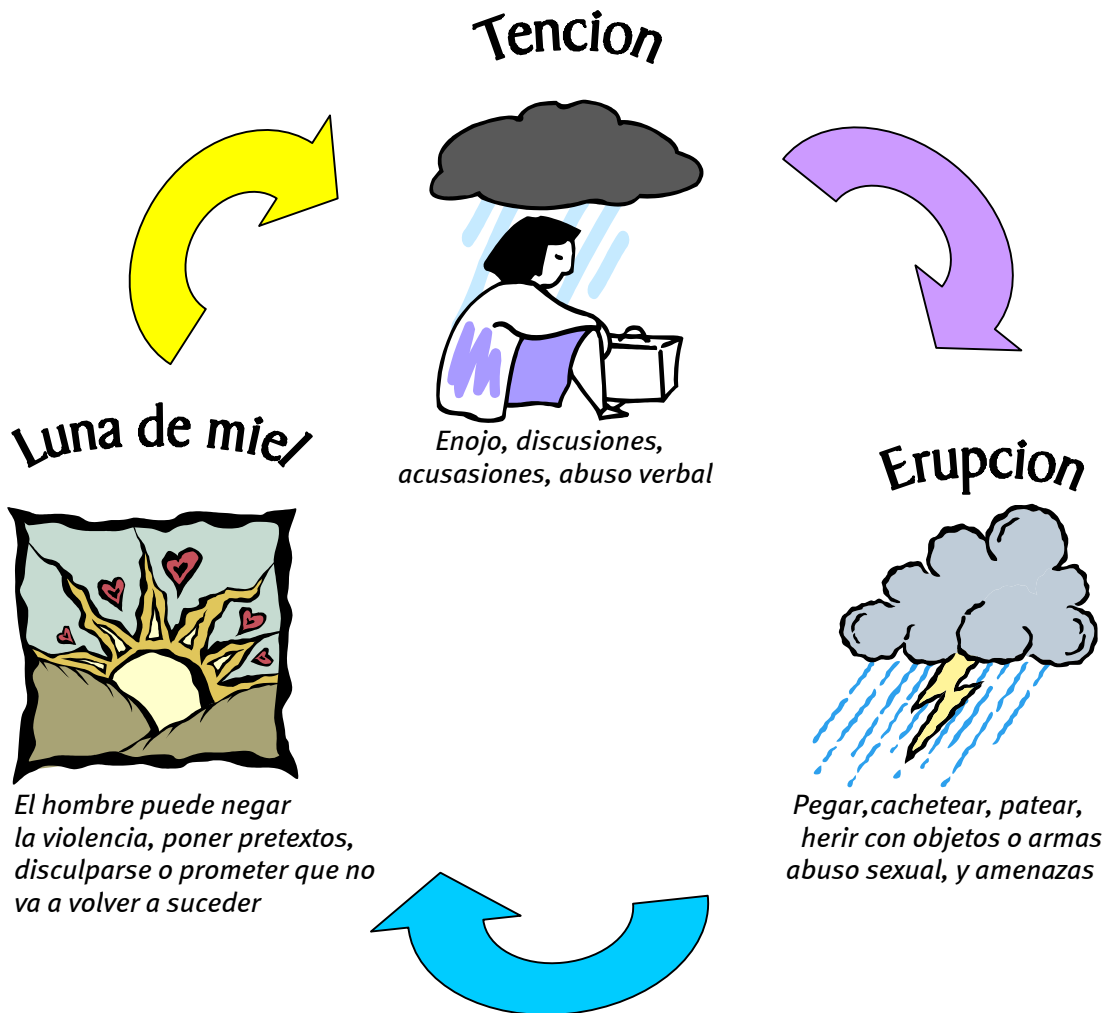 Tencion
Enojo, discusiones,
acusasiones, abuso verbal
Erupcion
Pegar,cachetear, patear,
herir con objetos o armas
abuso sexual, y amenazas
Luna de miel
El hombre puede negar
la violencia, poner pretextos,
disculparse o prometer que no
va a volver a suceder